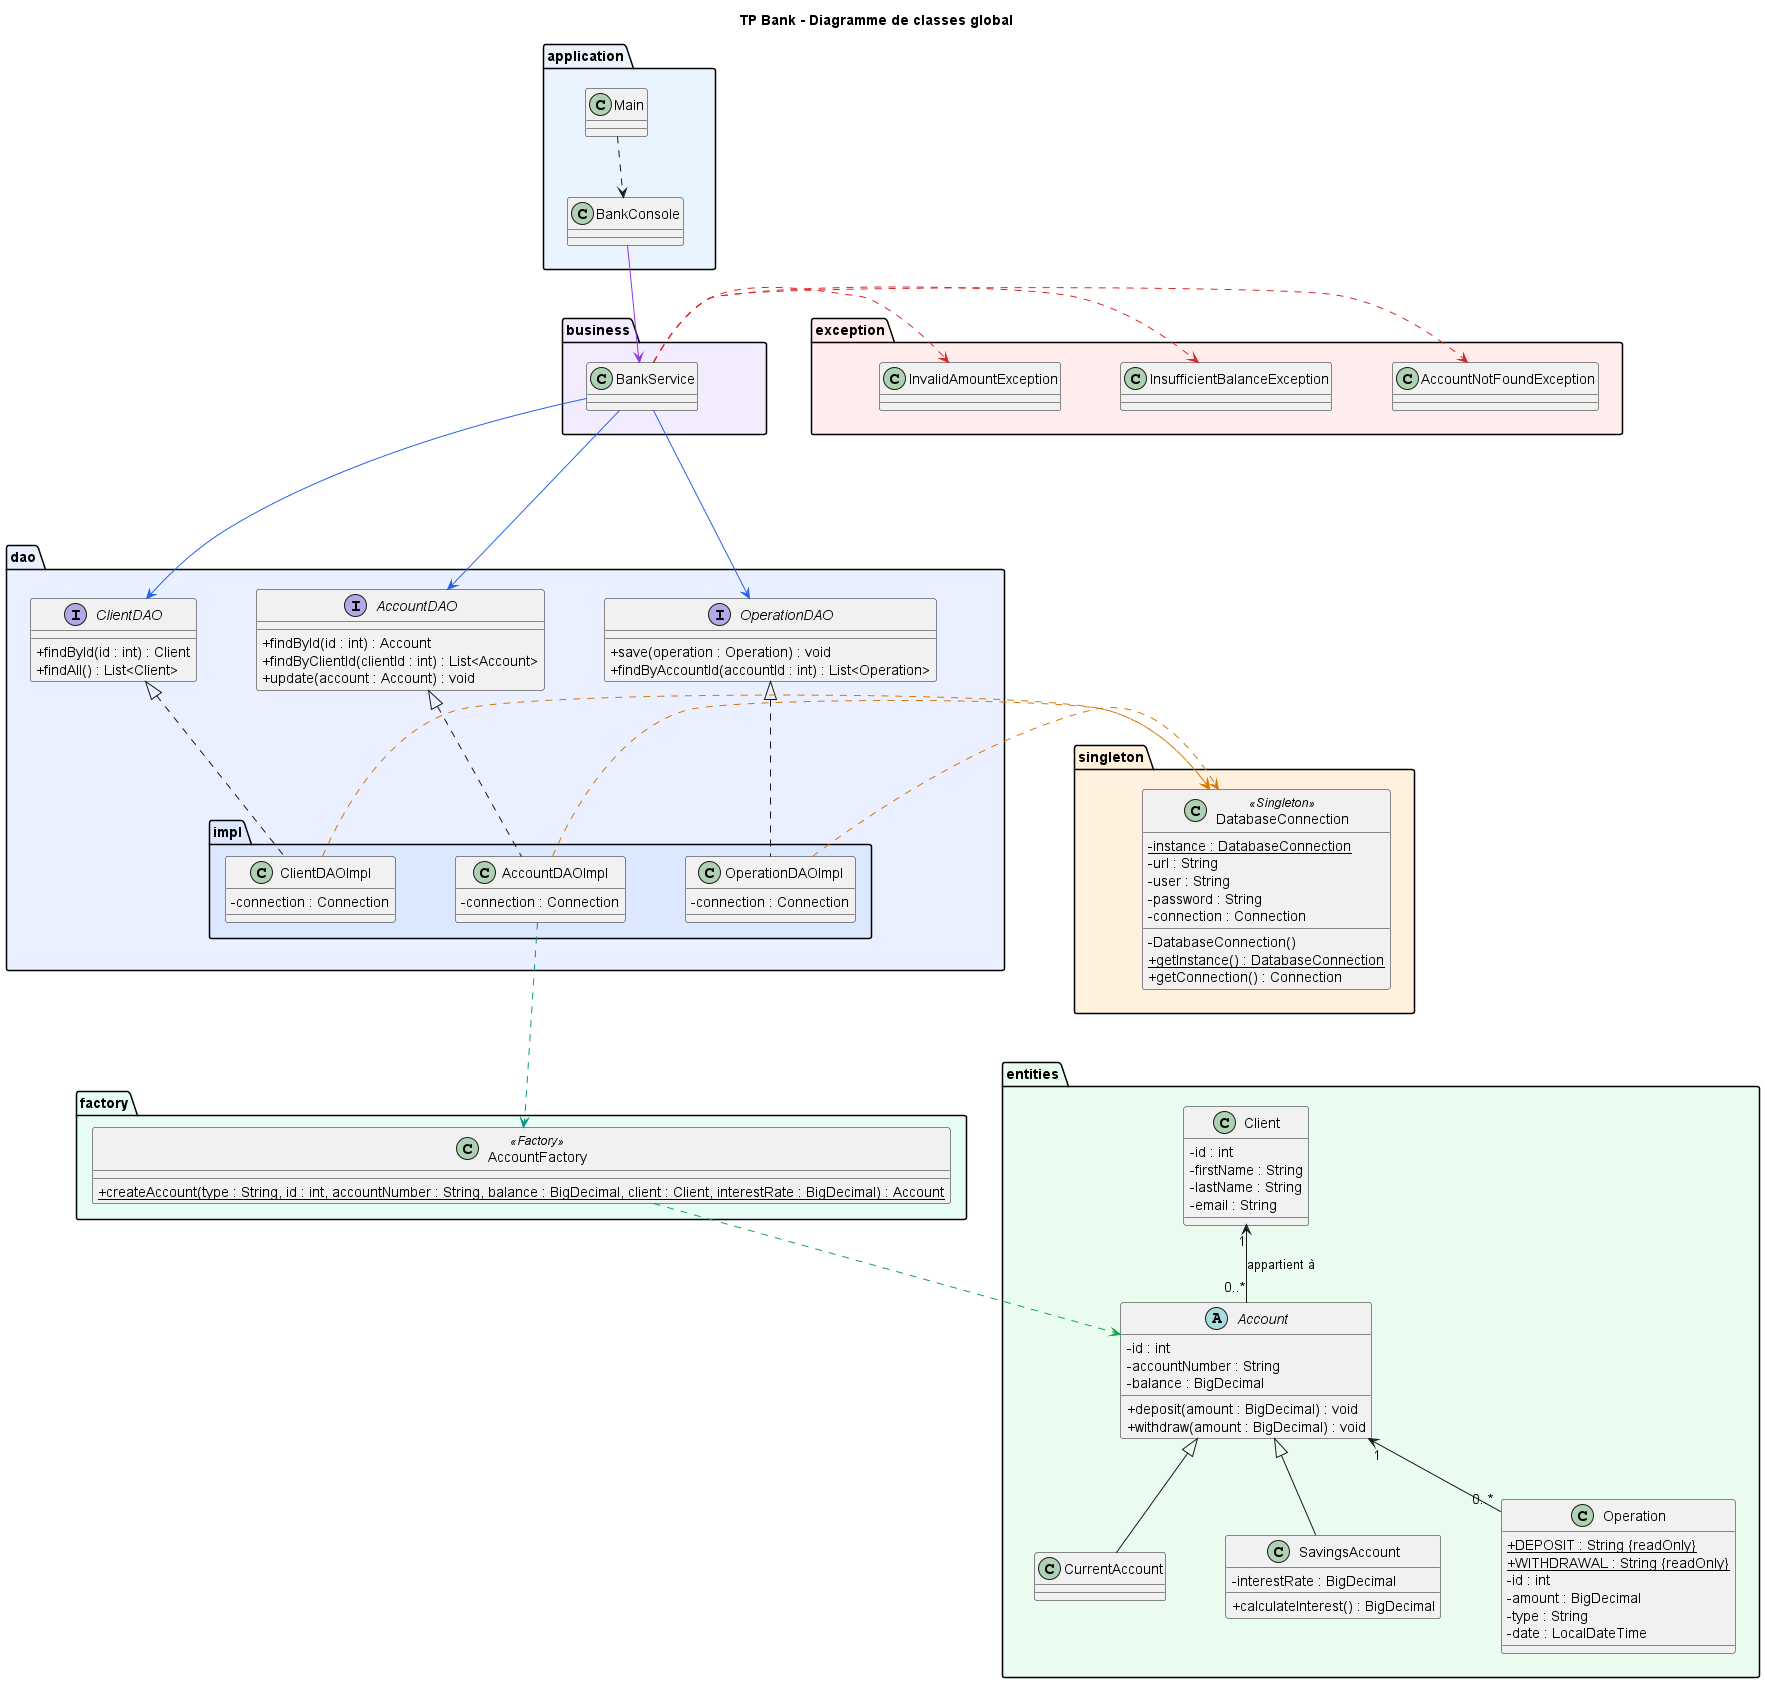 TP Bank - Diagramme de classes global
application
C Main
C BankConsole
business
C BankService
exception
C InvalidAmountException
C InsufficientBalanceException
C AccountNotFoundException
dao
I ClientDAO
+findById(id : int) : Client
+findAll() : List<Client>
I AccountDAO
+findById(id : int) : Account
+findByClientId(clientId : int) : List<Account>
+update(account : Account) : void
I OperationDAO
+save(operation : Operation) : void
+findByAccountId(accountId : int) : List<Operation>
impl
C ClientDAOImpl
-connection : Connection
C AccountDAOImpl
-connection : Connection
C OperationDAOImpl
-connection : Connection
singleton
«Singleton»
C DatabaseConnection
-instance : DatabaseConnection
-url : String
-user : String
-password : String
-connection : Connection
-DatabaseConnection()
+getInstance() : DatabaseConnection
+getConnection() : Connection
factory
«Factory»
C AccountFactory
+createAccount(type : String, id : int, accountNumber : String, balance : BigDecimal, client : Client, interestRate : BigDecimal) : Account
entities
C Client
-id : int
-firstName : String
-lastName : String
-email : String
1
appartient à
0..*
A Account
-id : int
-accountNumber : String
-balance : BigDecimal
+deposit(amount : BigDecimal) : void
+withdraw(amount : BigDecimal) : void
1
0..*
C CurrentAccount
C SavingsAccount
-interestRate : BigDecimal
+calculateInterest() : BigDecimal
C Operation
+DEPOSIT : String {readOnly}
+WITHDRAWAL : String {readOnly}
-id : int
-amount : BigDecimal
-type : String
-date : LocalDateTime